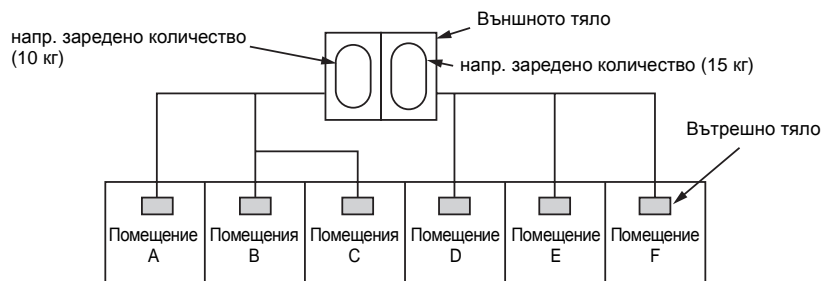 Външното тяло
напр. заредено количество
(10 кг)
напр. заредено количество (15 кг)
Вътрешно тяло
Помещение
A
Помещения
B
Помещения
C
Помещение
D
Помещение
E
Помещение
F